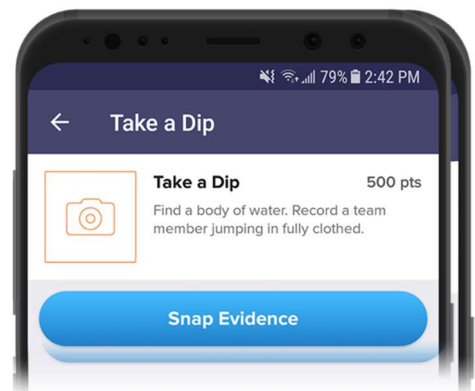 79% 2:42 PM
Take a Dip
Take a Dip 500 pts
Find a body of water. Record a team
member jumping in fully clothed.
Snap Evidence